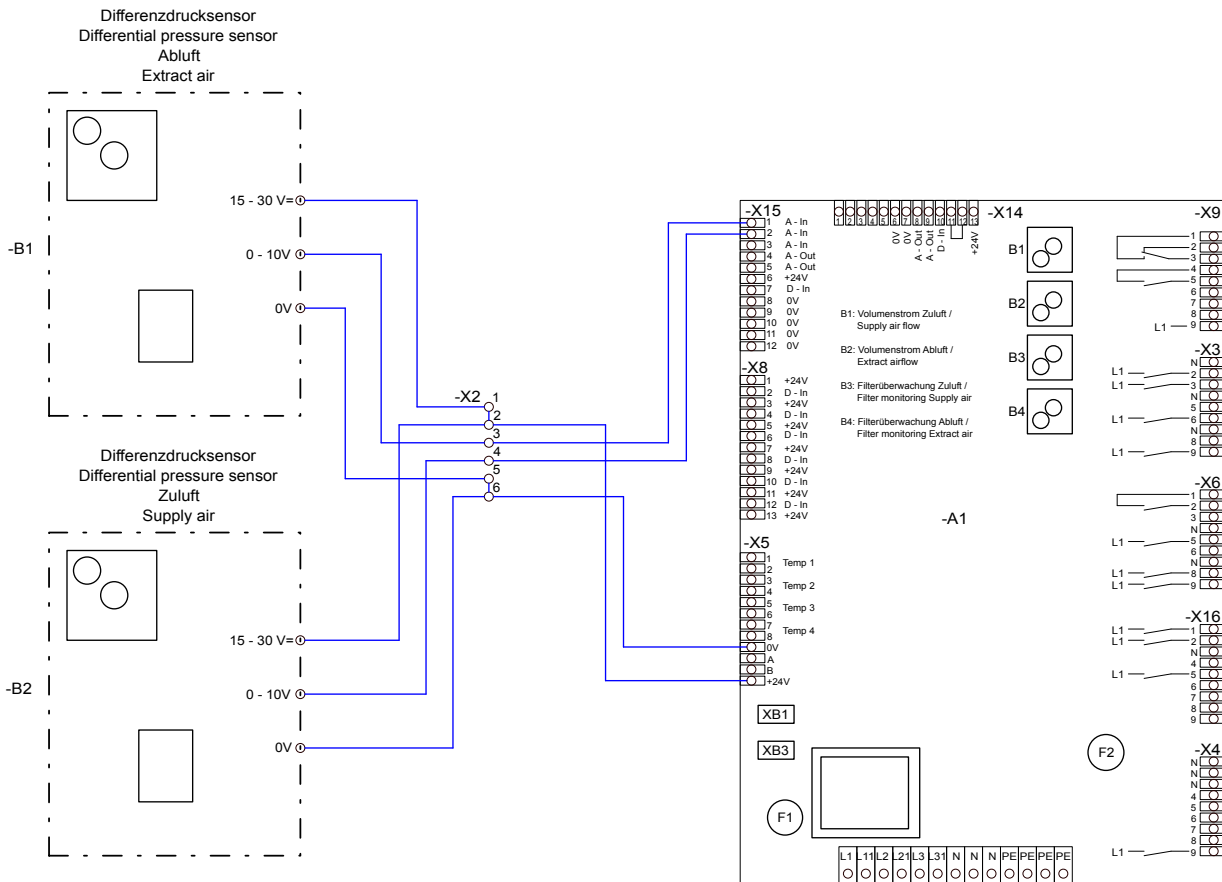 Differenzdrucksensor
Differential pressure sensor
Abluft
Extract air
-B1
15 - 30 V=
0 - 10V
0V
Differenzdrucksensor
Differential pressure sensor
Zuluft
Supply air
-B2
15 - 30 V=
0 - 10V
0V
-X2
1
2
3
4
5
6
-X15
1 A - In
2 A - In
3 A - In
4 A - Out
5 A - Out
6 +24V
7 D - In
8 0V
9 0V
10 0V
11 0V
12 0V
-X8
1 +24V
2 D - In
3 +24V
4 D - In
5 +24V
6 D - In
7 +24V
8 D - In
9 +24V
10 D - In
11 +24V
12 D - In
13 +24V
-X5
1
2
Temp 1
3
4
Temp 2
5
6
Temp 3
7
8
Temp 4
0V
A
B
+24V
XB1
XB3
F1
-X14
1 2 3 4 5 6 7 8 9 10 11 12 13
0V
0V
A - Out
A - Out
D - In
+24V
B1
B2
B3
B4
B1: Volumenstrom Zuluft /
Supply air flow
B2: Volumenstrom Abluft /
Extract airflow
B3: Filterüberwachung Zuluft /
Filter monitoring Supply air
B4: Filterüberwachung Abluft /
Filter monitoring Extract air
-A1
F2
L1 L11 L2 L21 L3 L31 N N N PE PE PE PE
-X9
1
2
3
4
5
6
7
8
L1 9
-X3
N
L1 2
L1 3
N
5
L1 6
N
8
L1 9
-X6
1
2
3
N
L1 5
6
N
L1 8
L1 9
-X16
L1 1
L1 2
N
4
L1 5
6
7
8
9
-X4
N
N
N
4
5
6
7
8
L1 9